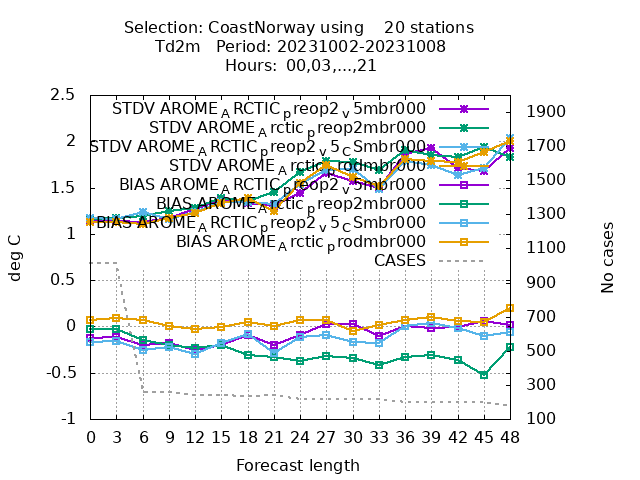 Selection: CoastNorway using    20 stations
Td2m   Period: 20231002-20231008
Hours:  00,03,...,21
2.5
2
1.5
1
0.5
0
-0.5
-1
deg C
STDV AROME_ARCTIC_preop2_v5mbr000
STDV AROME_Arctic_preop2mbr000
STDV AROME_ARCTIC_preop2_v5_CSmbr000
STDV AROME_Arctic_prodmbr000
BIAS AROME_ARCTIC_preop2_v5mbr000
BIAS AROME_Arctic_preop2mbr000
BIAS AROME_ARCTIC_preop2_v5_CSmbr000
BIAS AROME_Arctic_prodmbr000
CASES
1900
1700
1500
1300
1100
900
700
500
300
100
No cases
0 3 6 9 12 15 18 21 24 27 30 33 36 39 42 45 48
Forecast length